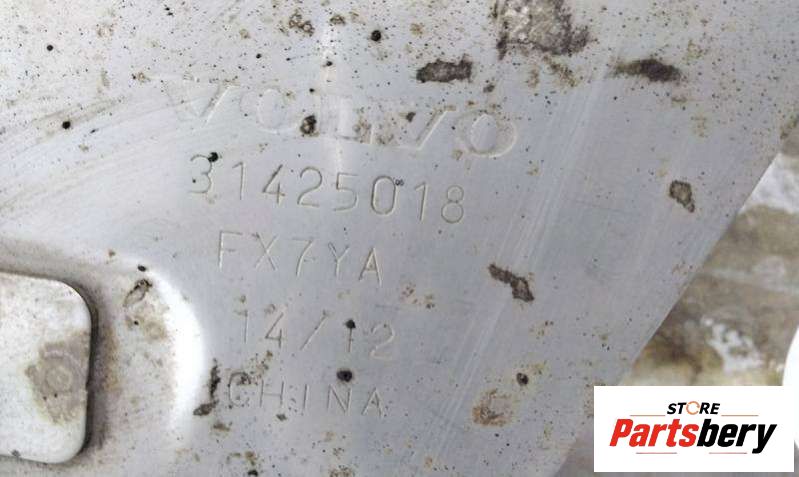 VOLVO
31425018
FX7YA
14/12
CHINA
STORE
Partsbery